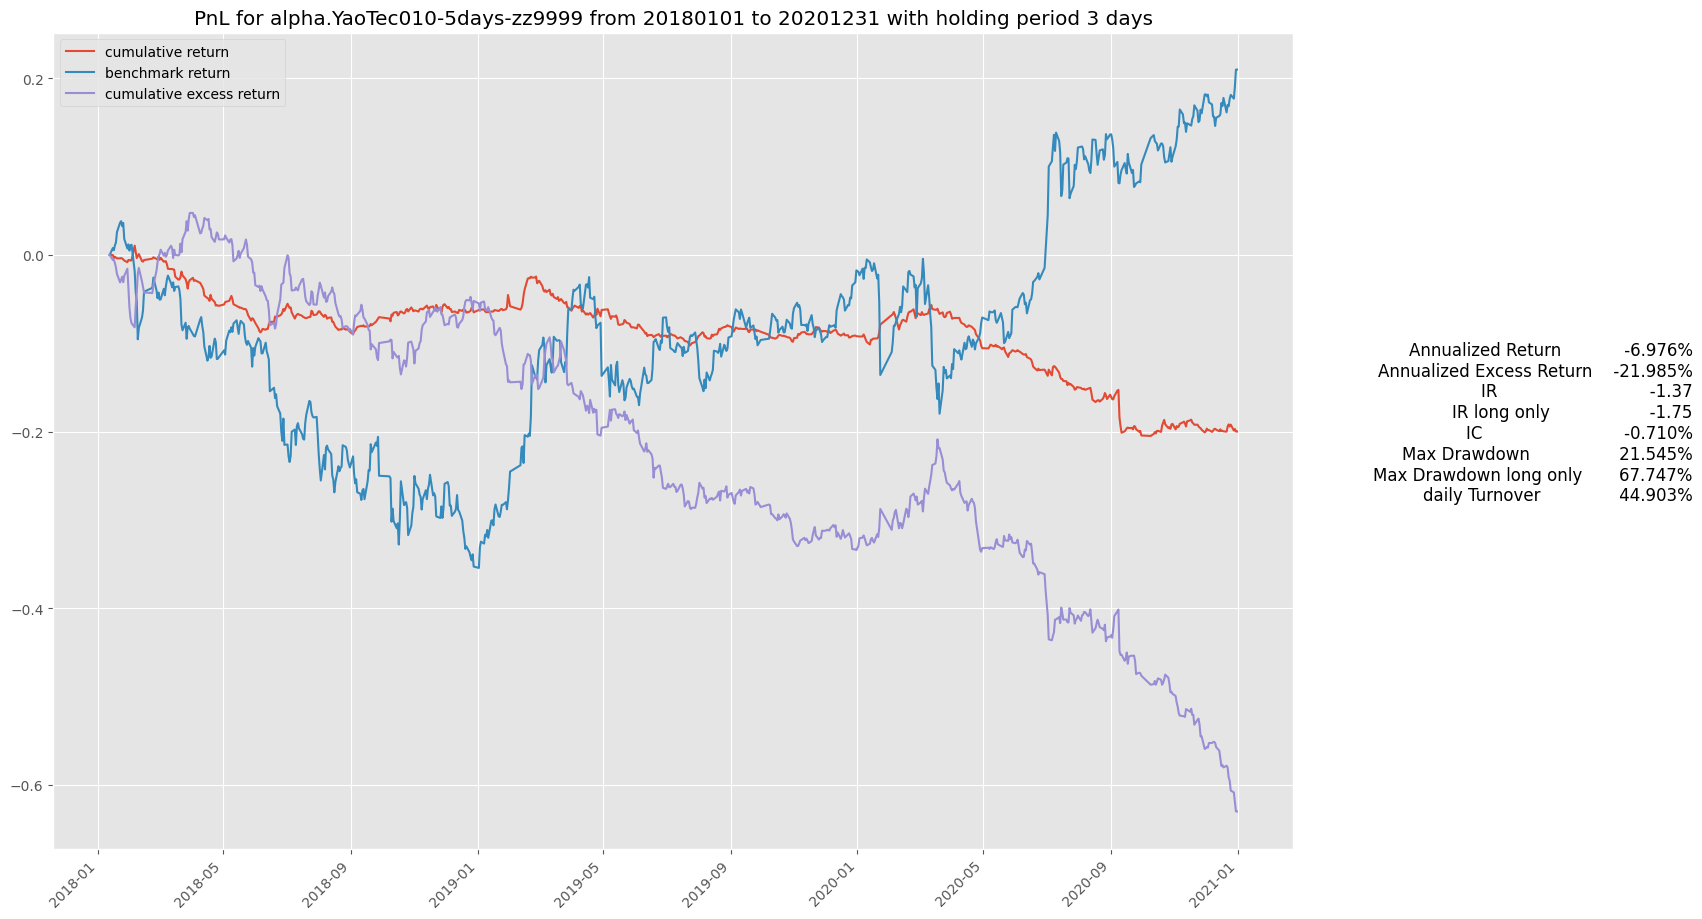 PnL for alpha.YaoTec010-5days-zz9999 from 20180101 to 20201231 with holding period 3 days
cumulative return
benchmark return
cumulative excess return
0.2
0.0
−0.2
−0.4
−0.6
2018-01
2018-05
2018-09
2019-01
2019-05
2019-09
2020-01
2020-05
2020-09
2021-01
Annualized Return -6.976%
Annualized Excess Return -21.985%
IR -1.37
IR long only -1.75
IC -0.710%
Max Drawdown 21.545%
Max Drawdown long only 67.747%
daily Turnover 44.903%